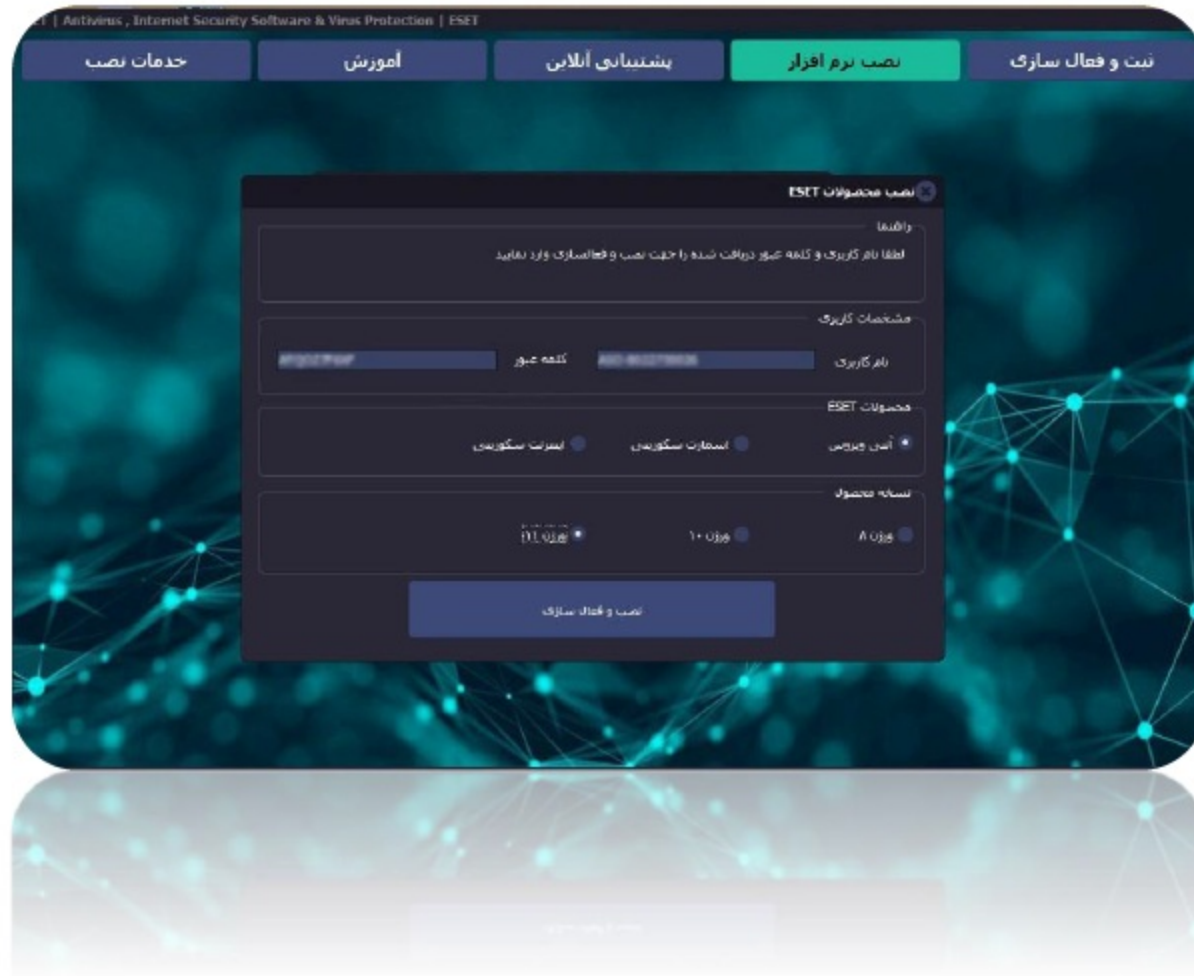 | Antivirus , Internet Security Software & Virus Protection | ESET
ثبت و فعال سازی
نصب نرم افزار
پشتیبانی آنلاین
آموزش
خدمات نصب
نصب محصولات ESET
راهنما
لطفا نام کاربری و کلمه عبور دریافت شده را جهت نصب و فعالسازی وارد نمایید
مشخصات کاربری
نام کاربری
کلمه عبور
محصولات ESET
آنتی ویروس
اسمارت سکوریتی
اینترنت سکوریتی
نسخه محصول
ورژن ۸
ورژن ۱۰
ورژن ۱۱
نصب و فعال سازی